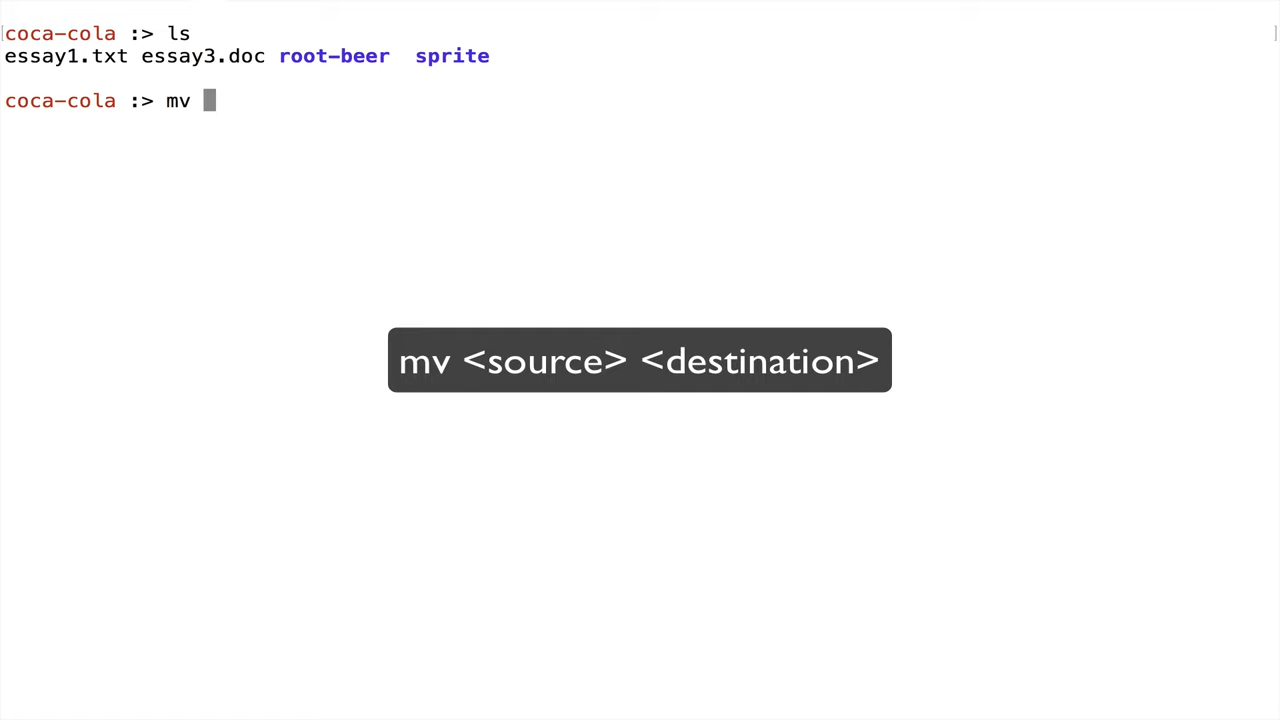 coca-cola :> ls
essay1.txt essay3.doc root-beer  sprite
coca-cola :> mv
mv <source> <destination>